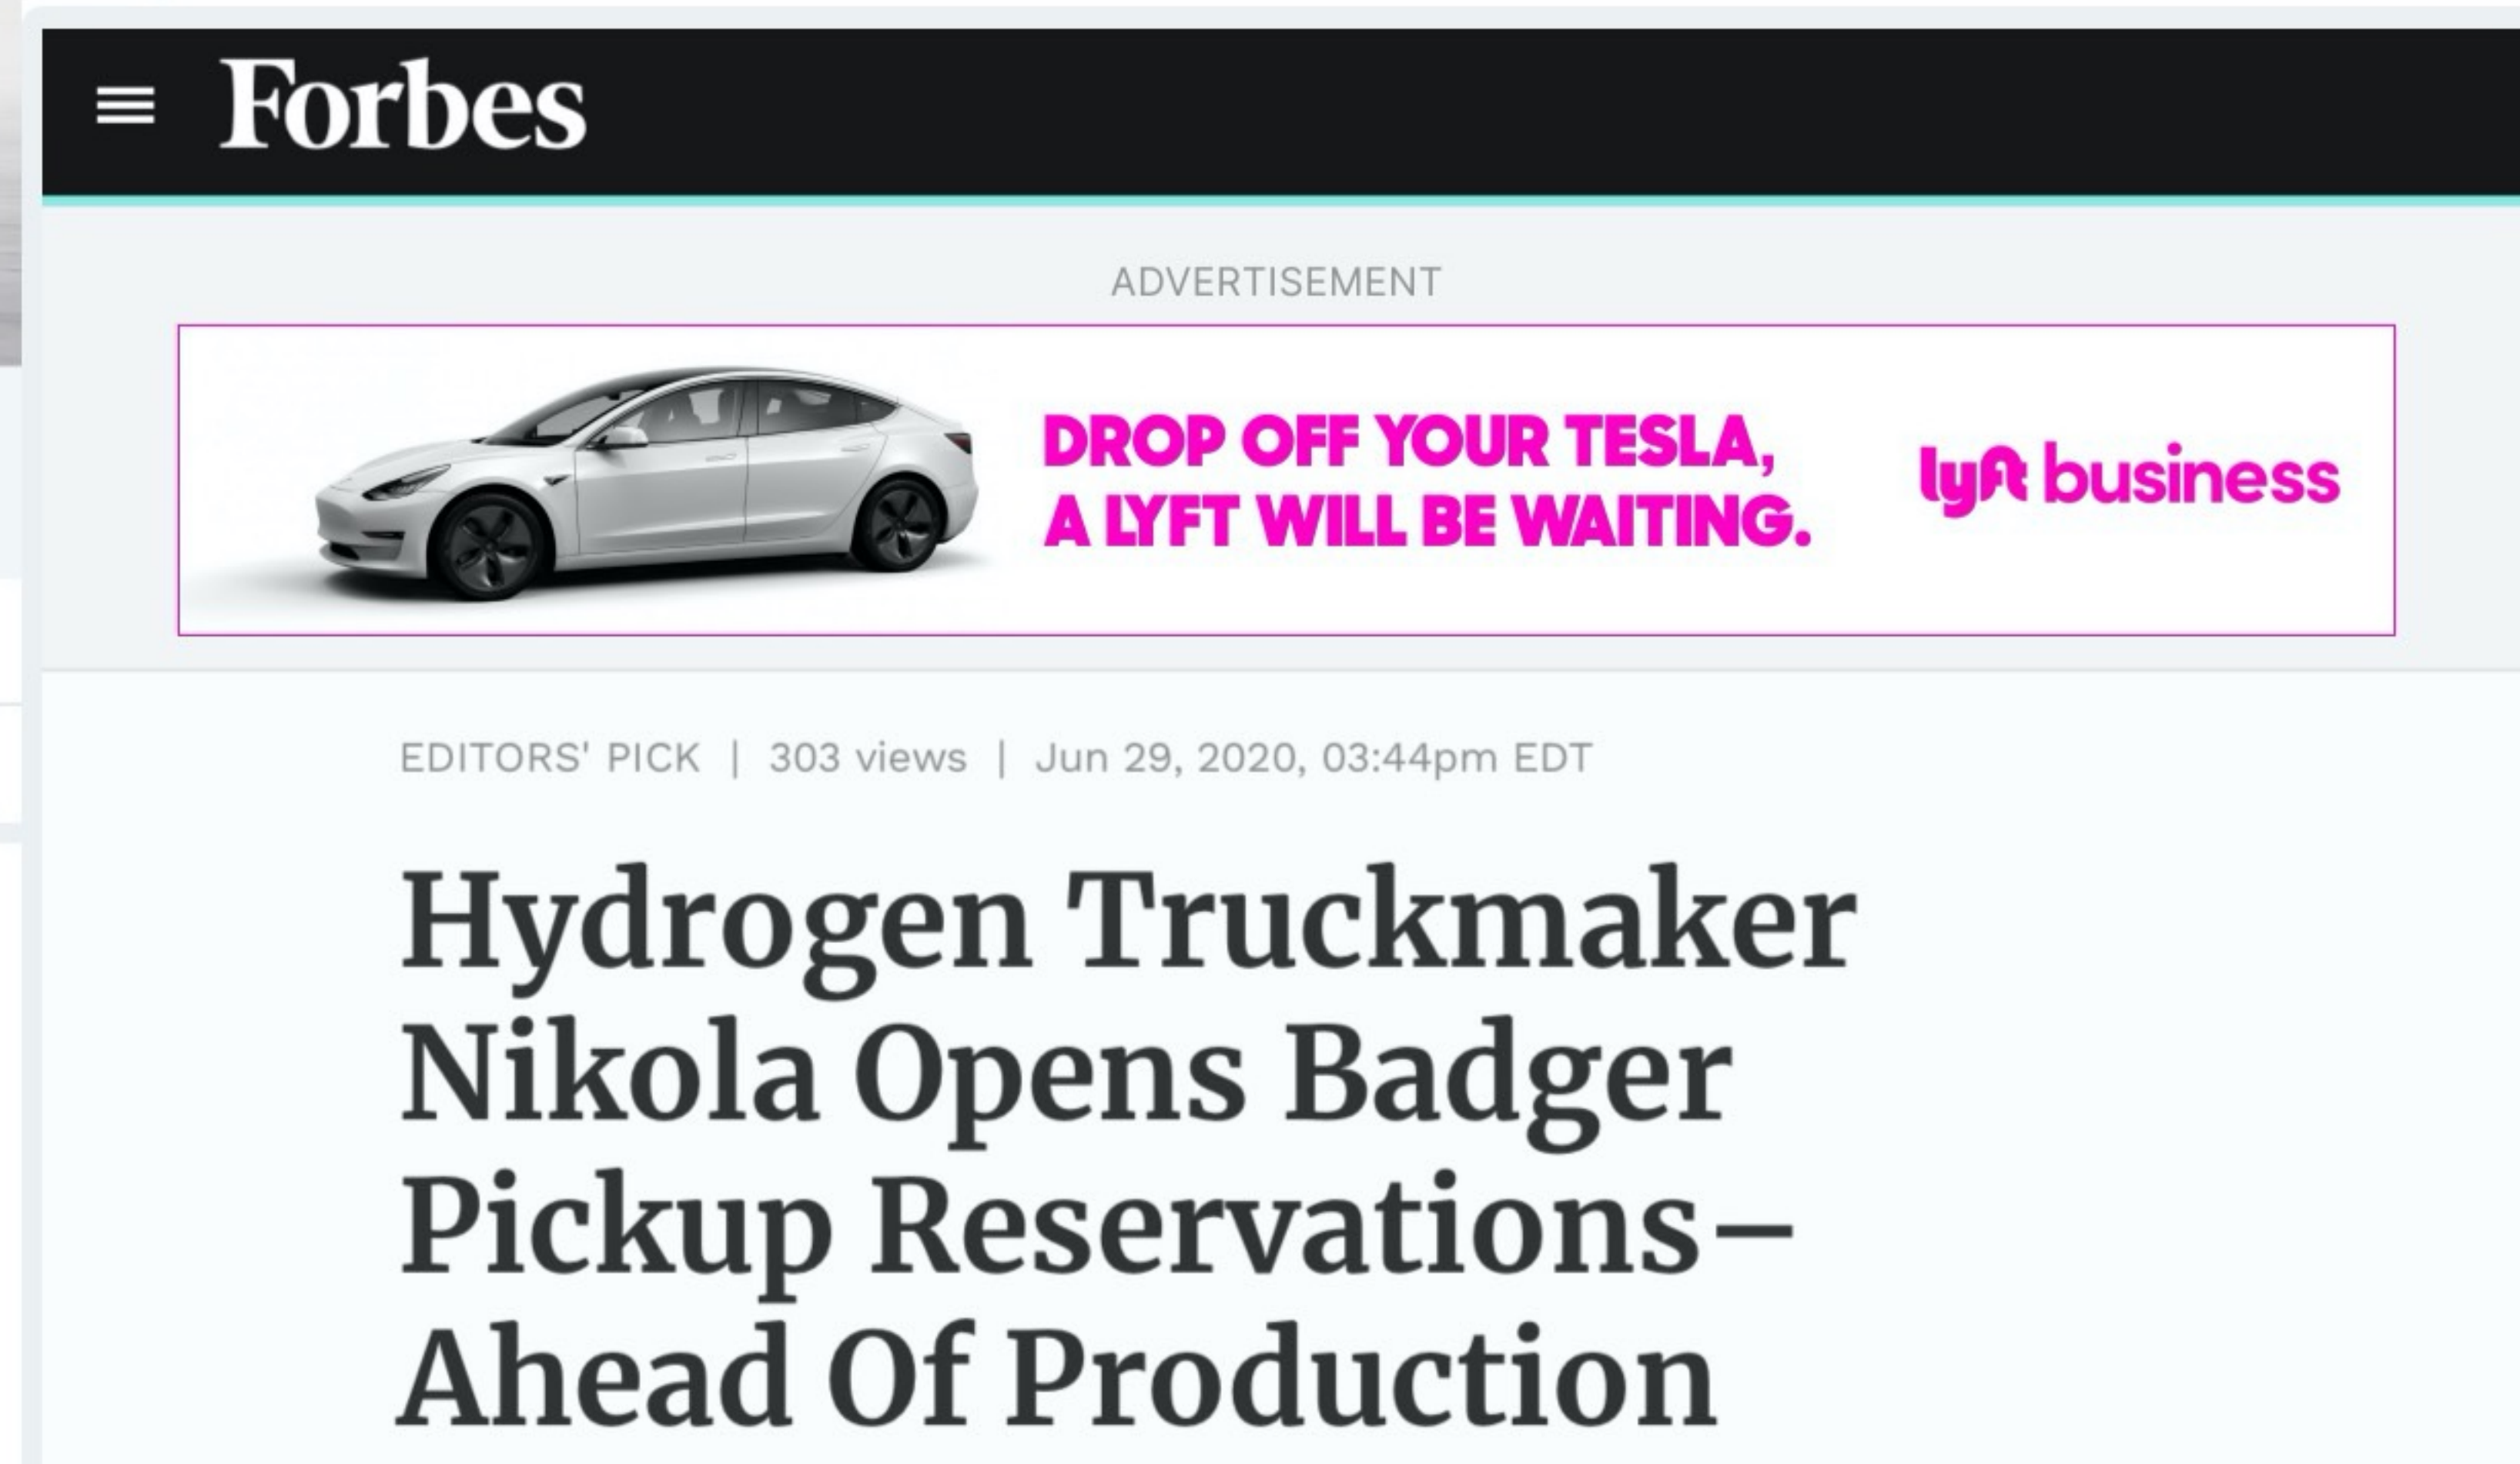 Forbes
ADVERTISEMENT
DROP OFF YOUR TESLA,
A LYFT WILL BE WAITING.
lyft business
EDITORS' PICK | 303 views | Jun 29, 2020, 03:44pm EDT
Hydrogen Truckmaker
Nikola Opens Badger
Pickup Reservations–
Ahead Of Production